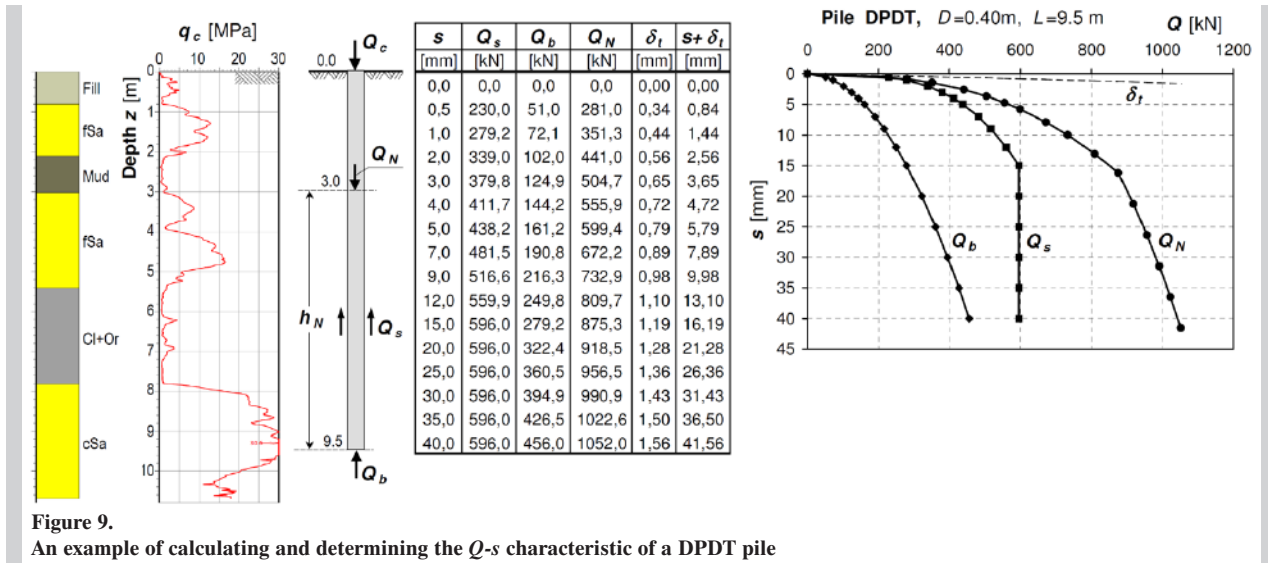 q c [MPa]
0 10 20 30
Depth z [m]
0
1
2
3
4
5
6
7
8
9
10
Fill
fSa
Mud
fSa
Cl+Or
cSa
Q c
0.0
Q N
3.0
h N
Q s
9.5
Q b
s Q s Q b Q N δ t s+ δ t
[mm] [kN] [kN] [kN] [mm] [mm]
0,0 0,0 0,0 0,0 0,00 0,00
0,5 230,0 51,0 281,0 0,34 0,84
1,0 279,2 72,1 351,3 0,44 1,44
2,0 339,0 102,0 441,0 0,56 2,56
3,0 379,8 124,9 504,7 0,65 3,65
4,0 411,7 144,2 555,9 0,72 4,72
5,0 438,2 161,2 599,4 0,79 5,79
7,0 481,5 190,8 672,2 0,89 7,89
9,0 516,6 216,3 732,9 0,98 9,98
12,0 559,9 249,8 809,7 1,10 13,10
15,0 596,0 279,2 875,3 1,19 16,19
20,0 596,0 322,4 918,5 1,28 21,28
25,0 596,0 360,5 956,5 1,36 26,36
30,0 596,0 394,9 990,9 1,43 31,43
35,0 596,0 426,5 1022,6 1,50 36,50
40,0 596,0 456,0 1052,0 1,56 41,56
Pile DPDT, D=0.40m, L=9.5 m
Q [kN]
0 200 400 600 800 1000 1200
s [mm]
0
5
10
15
20
25
30
35
40
45
δ t
Q b
Q s
Q N
Figure 9.
An example of calculating and determining the Q-s characteristic of a DPDT pile